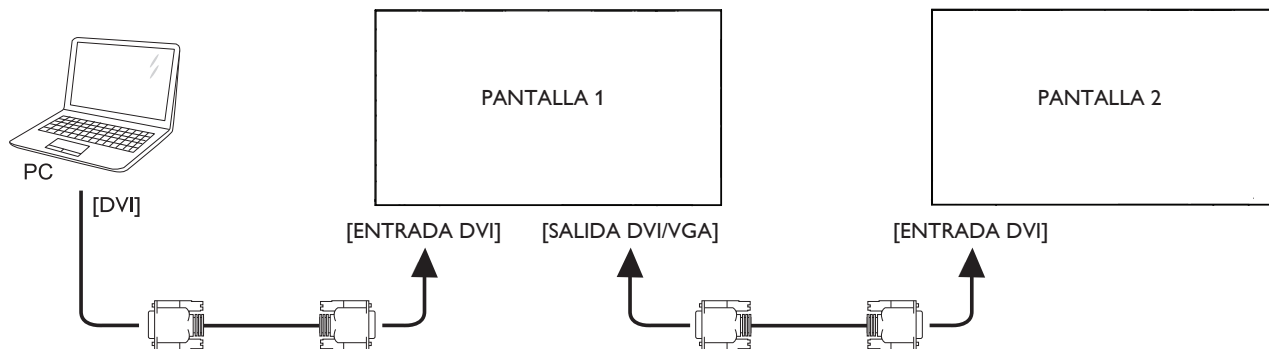 PANTALLA 1
PANTALLA 2
PC
[DVI]
[ENTRADA DVI]
[SALIDA DVI/VGA]
[ENTRADA DVI]